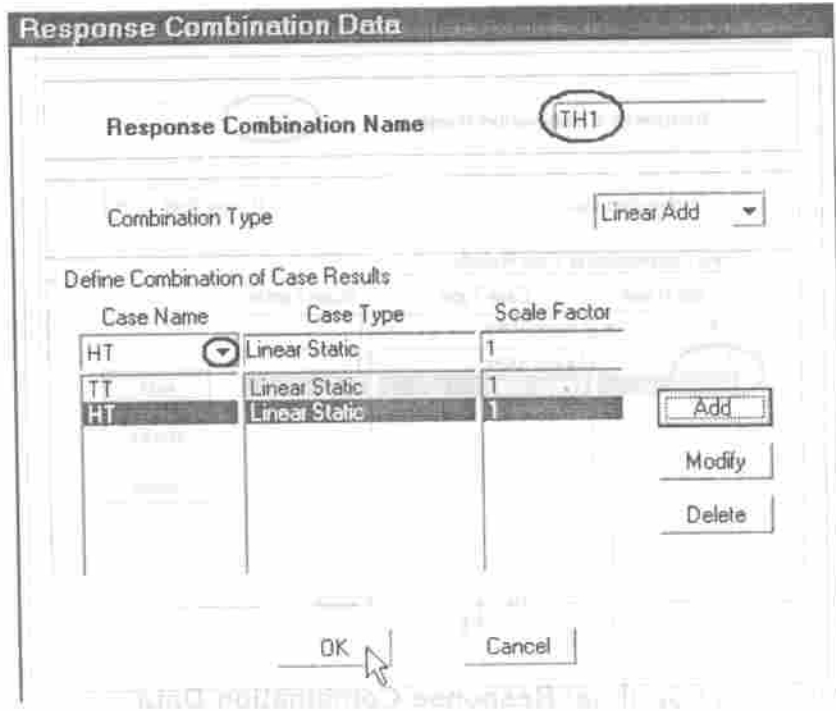 Response Combination Data
Response Combination Name TH1
Combination Type Linear Add
Define Combination of Case Results
Case Name Case Type Scale Factor
HT Linear Static 1
TT Linear Static 1
HT Linear Static 1
Add
Modify
Delete
OK Cancel